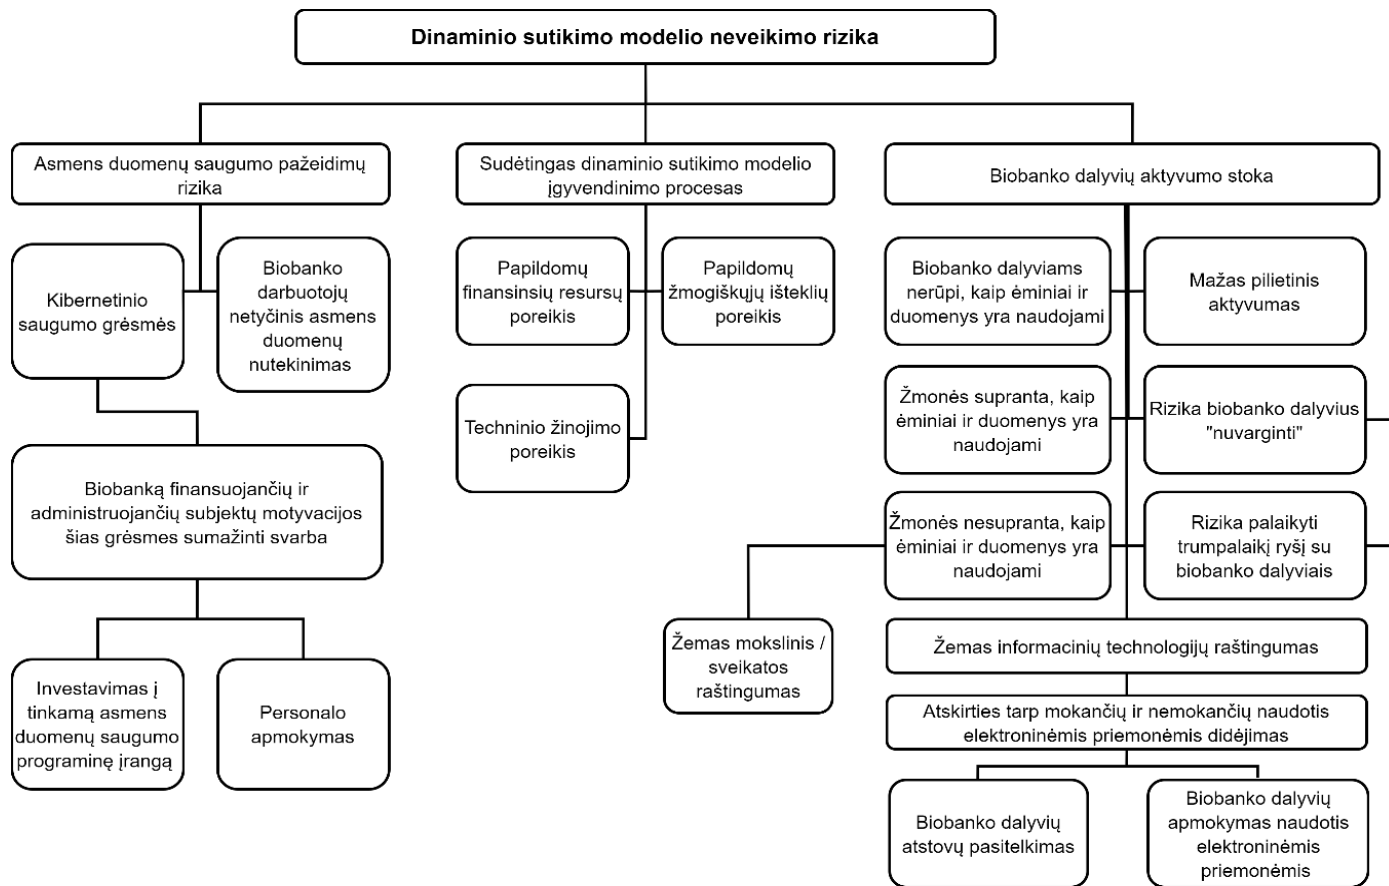 Dinaminio sutikimo modelio neveikimo rizika
Asmens duomenų saugumo pažeidimų
rizika
Sudėtingas dinaminio sutikimo modelio
įgyvendinimo procesas
Biobanko dalyvių aktyvumo stoka
Kibernetinio
saugumo grėsmės
Biobanko
darbuotojų
netyčinis asmens
duomenų
nutekinimas
Papildomų
finansinsių resursų
poreikis
Papildomų
žmogiškųjų išteklių
poreikis
Biobanko dalyviams
nerūpi, kaip ėminiai ir
duomenys yra naudojami
Mažas pilietinis
aktyvumas
Techninio žinojimo
poreikis
Žmonės supranta, kaip
ėminiai ir duomenys yra
naudojami
Rizika biobanko dalyvius
"nuvarginti"
Biobanką finansuojančių ir
administruojančių subjektų motyvacijos
šias grėsmes sumažinti svarba
Žmonės nesupranta, kaip
ėminiai ir duomenys yra
naudojami
Rizika palaikyti
trumpalaikį ryšį su
biobanko dalyviais
Žemas mokslinis /
sveikatos
raštingumas
Žemas informacinių technologijų raštingumas
Investavimas į
tinkamą asmens
duomenų saugumo
programinę įrangą
Personalo
apmokymas
Atskirties tarp mokančių ir nemokančių naudotis
elektroninėmis priemonėmis didėjimas
Biobanko dalyvių
atstovų pasitelkimas
Biobanko dalyvių
apmokymas naudotis
elektroninėmis
priemonėmis